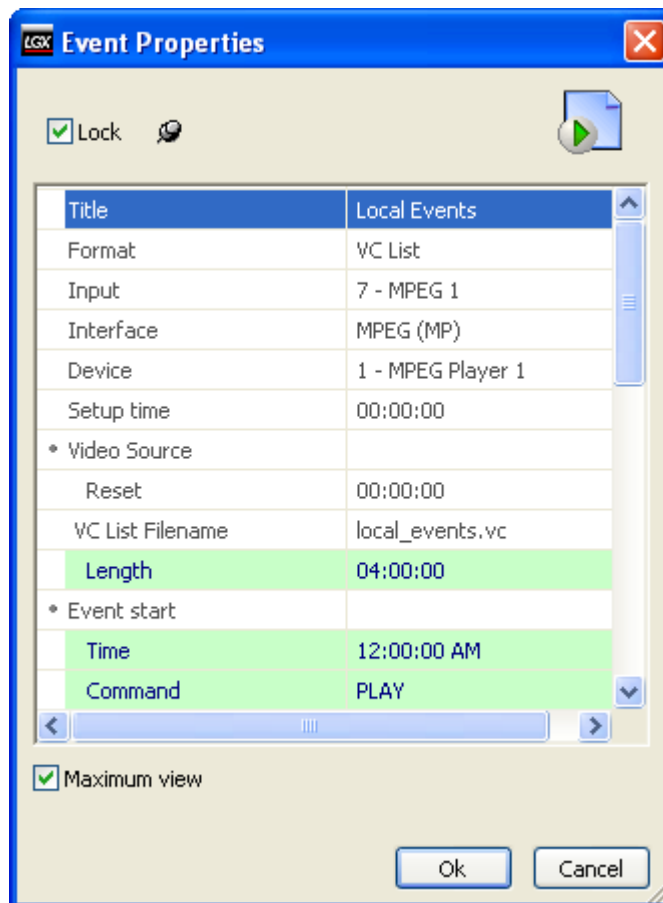 LGX Event Properties
Lock
Title Local Events
Format VC List
Input 7 - MPEG 1
Interface MPEG (MP)
Device 1 - MPEG Player 1
Setup time 00:00:00
• Video Source
Reset 00:00:00
VC List Filename local_events.vc
Length 04:00:00
• Event start
Time 12:00:00 AM
Command PLAY
Maximum view
Ok Cancel